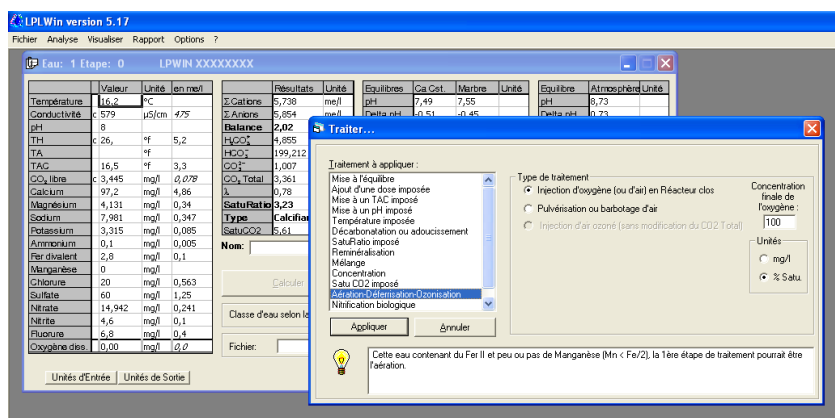 LPLWin version 5.17
Fichier Analyse Visualiser Rapport Options ?
Eau: 1 Etape: 0 LPWIN XXXXXXXX
Valeur Unité en me/l
Température 16,2 °C
Conductivité c 579 µS/cm 475
pH 8
TH c 26, °f 5,2
TA °f
TAC 16,5 °f 3,3
CO₂ libre c 3,445 mg/l 0,078
Calcium 97,2 mg/l 4,86
Magnésium 4,131 mg/l 0,34
Sodium 7,981 mg/l 0,347
Potassium 3,315 mg/l 0,085
Ammonium 0,1 mg/l 0,005
Fer divalent 2,8 mg/l 0,1
Manganèse 0 mg/l
Chlorure 20 mg/l 0,563
Sulfate 60 mg/l 1,25
Nitrate 14,942 mg/l 0,241
Nitrite 4,6 mg/l 0,1
Fluorure 6,8 mg/l 0,4
Oxygène diss. 0,00 mg/l 0,0
Unités d'Entrée Unités de Sortie
Résultats Unité
Σ Cations 5,738 me/l
Σ Anions 5,854 me/l
Balance 2,02
H₂CO₃* 4,855
HCO₃⁻ 199,212
CO₃²⁻ 1,007
CO₂ Total 3,361
λ 0,78
SatuRatio 3,23
Type Calcifian
SatuCO2 5,61
Nom:
Calculer
Classe d'eau selon la
Fichier:
Equilibres Ca Cst. Marbre Unité
pH 7,49 7,55
Delta pH -0,51 -0,45
Equilibre Atmosphère Unité
pH 8,73
Delta pH 0,73
Traiter...
Traitement à appliquer :
Mise à l'équilibre
Ajout d'une dose imposée
Mise à un TAC imposé
Mise à un pH imposé
Température imposée
Décarbonatation ou adoucissement
SatuRatio imposé
Reminéralisation
Mélange
Concentration
Satu CO2 imposé
Aération-Déferrisation-Ozonisation
Nitrification biologique
Appliquer Annuler
Type de traitement
Injection d'oxygène (ou d'air) en Réacteur clos
Pulvérisation ou barbotage d'air
Injection d'air ozoné (sans modification du CO2 Total)
Concentration
finale de
l'oxygène :
100
Unités
mg/l
% Satu.
Cette eau contenant du Fer II et peu ou pas de Manganèse (Mn < Fe/2), la 1ère étape de traitement pourrait être
l'aération.